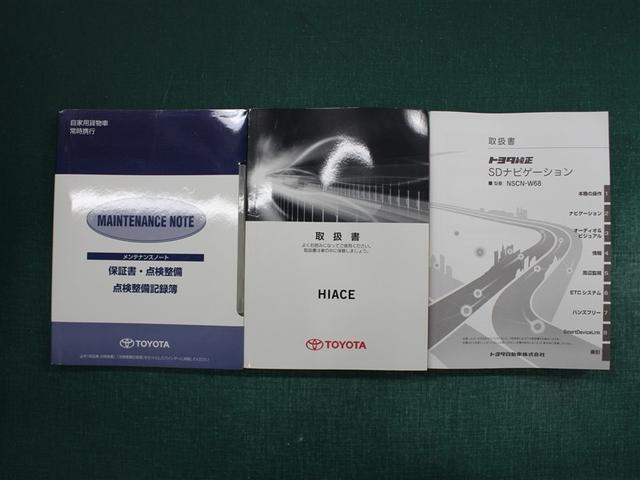 自家用貨物車
常時携行
MAINTENANCE NOTE
メンテナンスノート
保証書・点検整備
点検整備記録簿
TOYOTA
取扱書
よくお読みになってご使用ください。
取扱書は車の中に保管しましょう。
HIACE
TOYOTA
取扱書
トヨタ純正
SDナビゲーション
■型番 NSCN-W68
本機の操作 1
ナビゲーション 2
オーディオ&
ビジュアル 3
情報 4
周辺監視 5
ETCシステム 6
ハンズフリー 7
SmartDeviceLink 8
索引
トヨタ自動車株式会社